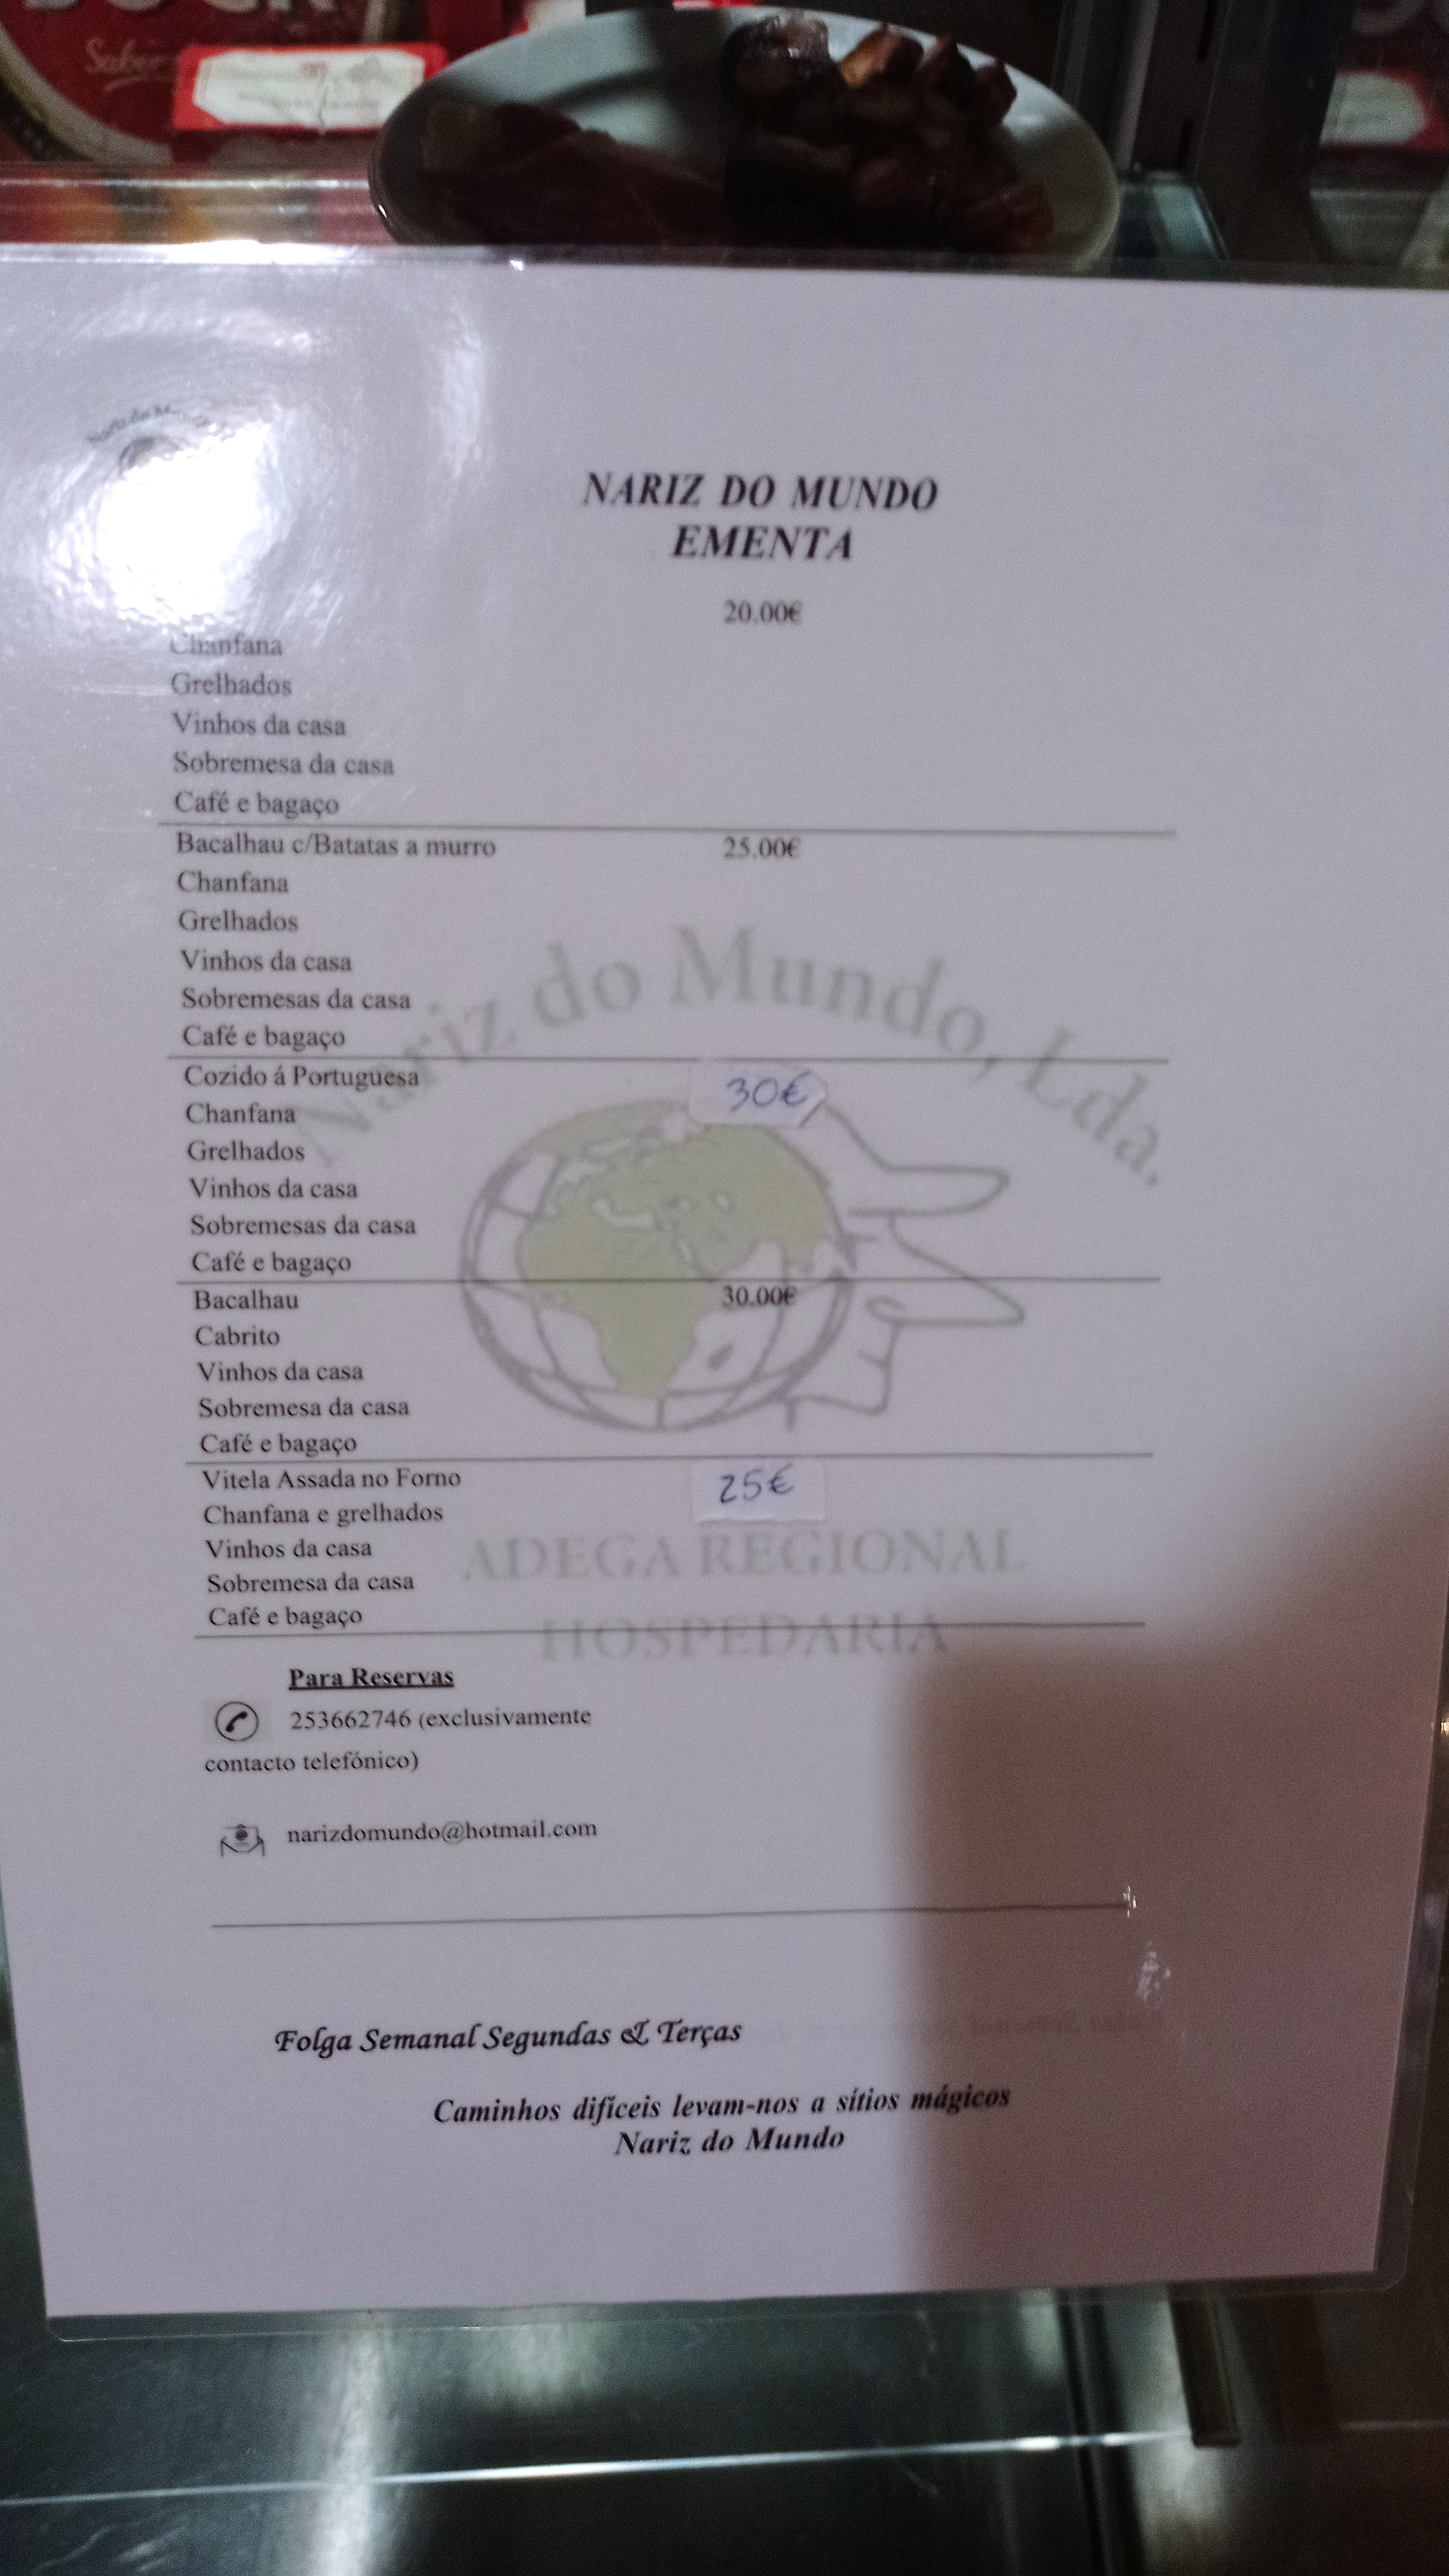 Sabor
Nariz do Mundo
NARIZ DO MUNDO
EMENTA
20.00€
Chanfana
Grelhados
Vinhos da casa
Sobremesa da casa
Café e bagaço
Bacalhau c/Batatas a murro 25.00€
Chanfana
Grelhados
Vinhos da casa
Sobremesas da casa
Café e bagaço
Nariz do Mundo, Lda.
Cozido á Portuguesa 30€
Chanfana
Grelhados
Vinhos da casa
Sobremesas da casa
Café e bagaço
Bacalhau 30.00€
Cabrito
Vinhos da casa
Sobremesa da casa
Café e bagaço
Vitela Assada no Forno 25€
Chanfana e grelhados
Vinhos da casa
Sobremesa da casa
Café e bagaço
ADEGA REGIONAL
HOSPEDARIA
Para Reservas
253662746 (exclusivamente
contacto telefónico)
narizdomundo@hotmail.com
Folga Semanal Segundas & Terças
Caminhos difíceis levam-nos a sítios mágicos
Nariz do Mundo